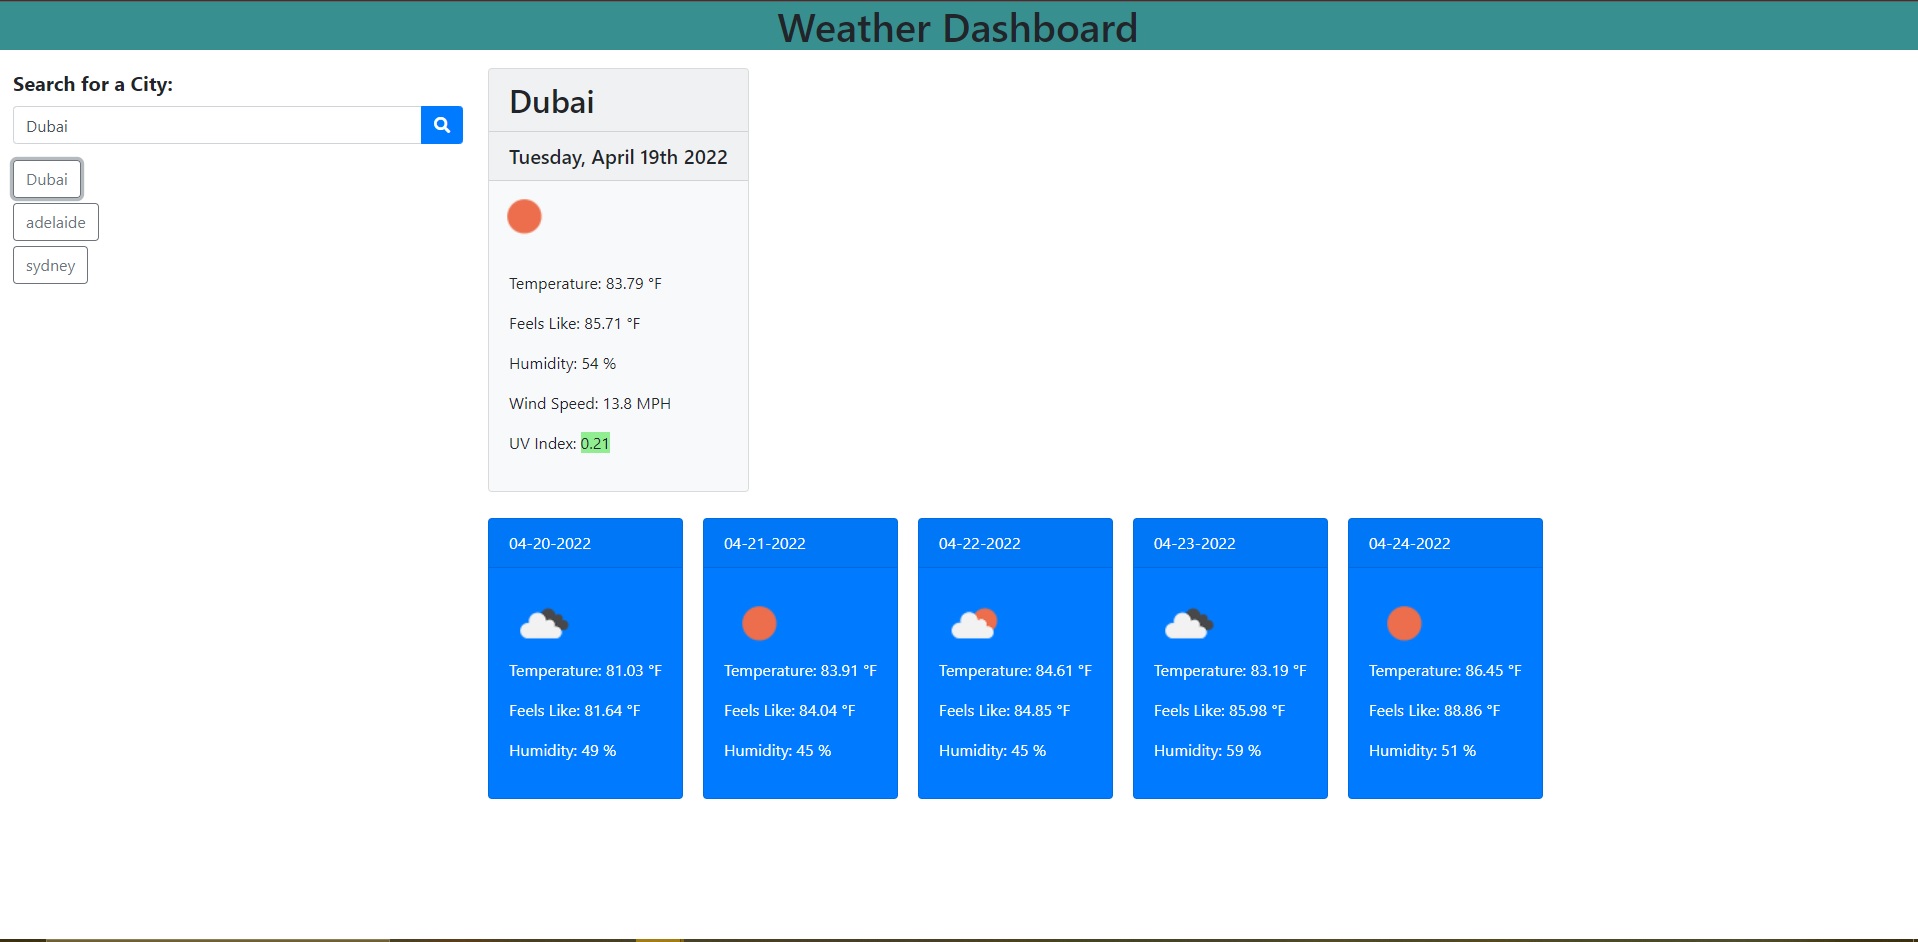 Weather Dashboard
Search for a City:
Dubai
Dubai
adelaide
sydney
Dubai
Tuesday, April 19th 2022
Temperature: 83.79 °F
Feels Like: 85.71 °F
Humidity: 54 %
Wind Speed: 13.8 MPH
UV Index: 0.21
04-20-2022
Temperature: 81.03 °F
Feels Like: 81.64 °F
Humidity: 49 %
04-21-2022
Temperature: 83.91 °F
Feels Like: 84.04 °F
Humidity: 45 %
04-22-2022
Temperature: 84.61 °F
Feels Like: 84.85 °F
Humidity: 45 %
04-23-2022
Temperature: 83.19 °F
Feels Like: 85.98 °F
Humidity: 59 %
04-24-2022
Temperature: 86.45 °F
Feels Like: 88.86 °F
Humidity: 51 %